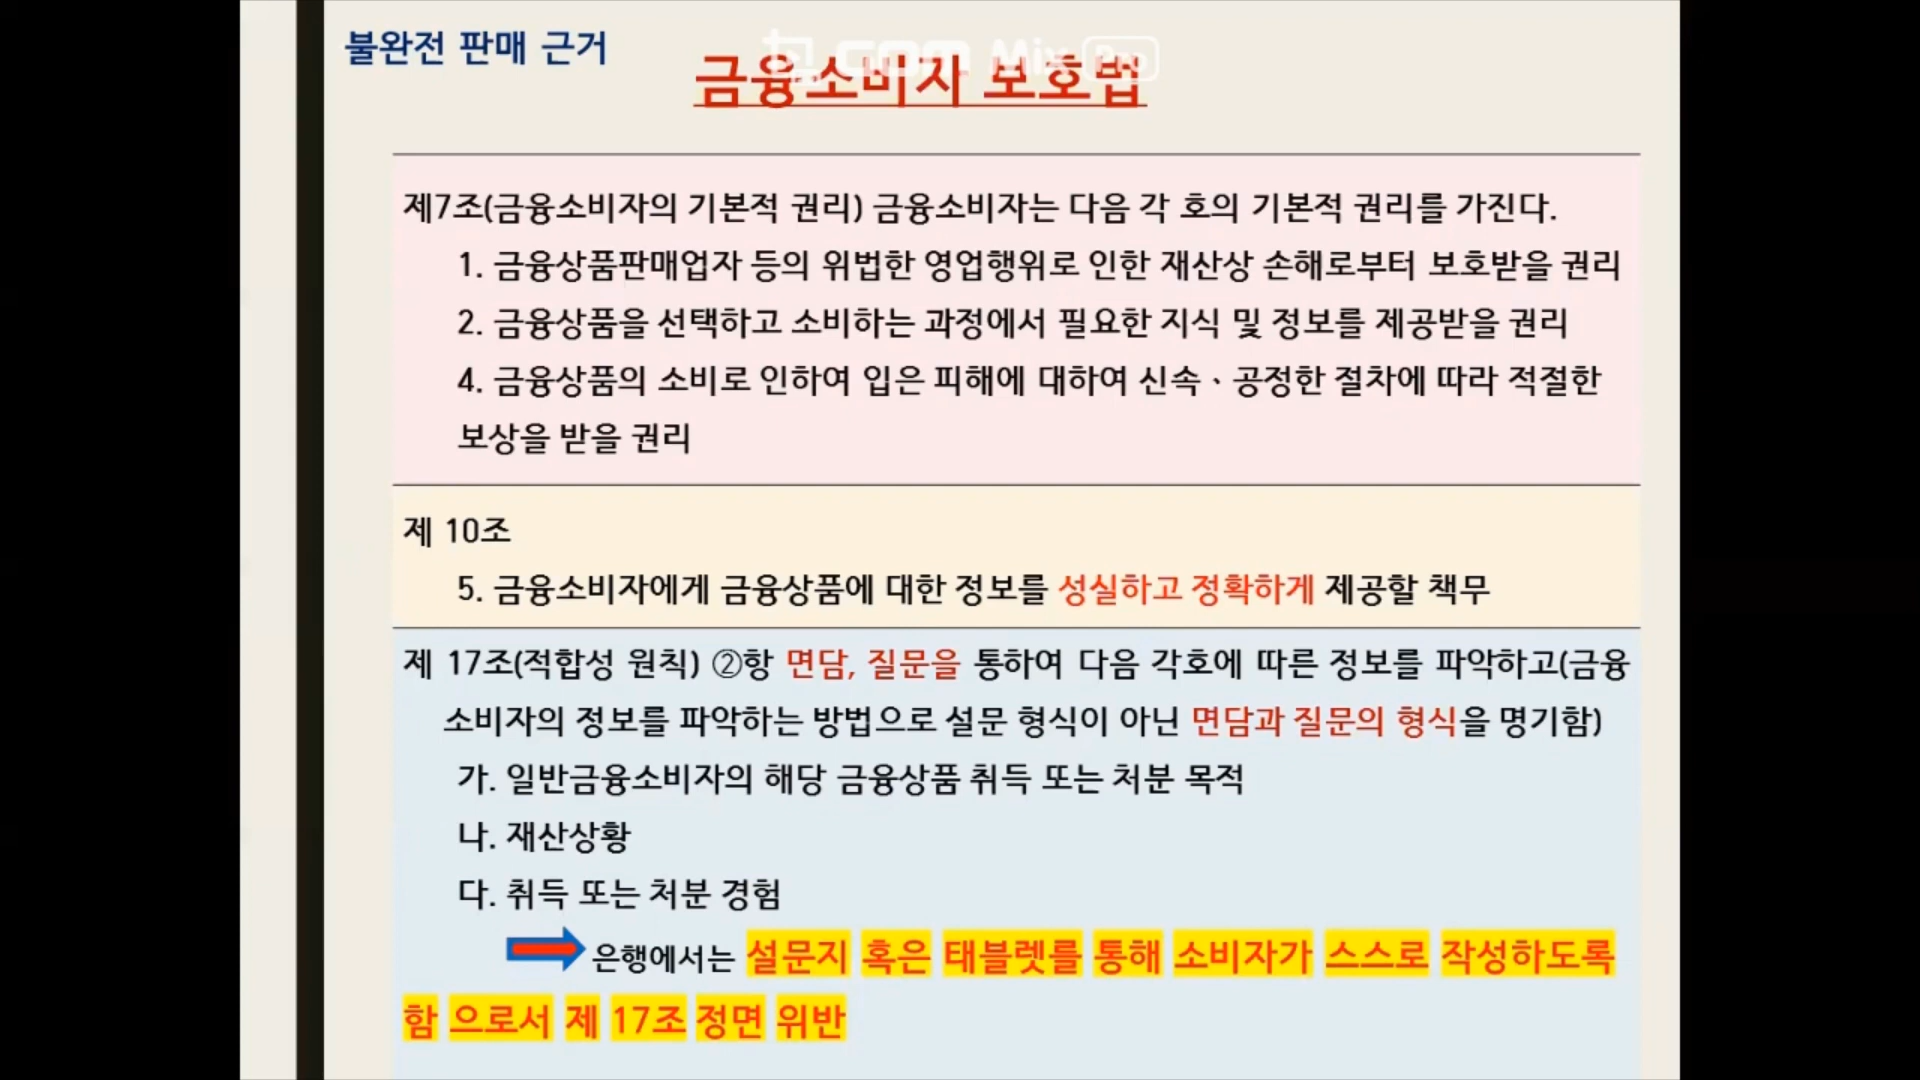 불완전 판매 근거
GOM Mix Pro
금융소비자 보호법
제7조(금융소비자의 기본적 권리) 금융소비자는 다음 각 호의 기본적 권리를 가진다.
1. 금융상품판매업자 등의 위법한 영업행위로 인한 재산상 손해로부터 보호받을 권리
2. 금융상품을 선택하고 소비하는 과정에서 필요한 지식 및 정보를 제공받을 권리
4. 금융상품의 소비로 인하여 입은 피해에 대하여 신속ㆍ공정한 절차에 따라 적절한
보상을 받을 권리
제 10조
5. 금융소비자에게 금융상품에 대한 정보를 성실하고 정확하게 제공할 책무
제 17조(적합성 원칙) ②항 면담, 질문을 통하여 다음 각호에 따른 정보를 파악하고(금융
소비자의 정보를 파악하는 방법으로 설문 형식이 아닌 면담과 질문의 형식을 명기함)
가. 일반금융소비자의 해당 금융상품 취득 또는 처분 목적
나. 재산상황
다. 취득 또는 처분 경험
은행에서는 설문지 혹은 태블렛를 통해 소비자가 스스로 작성하도록
함 으로서 제 17조 정면 위반